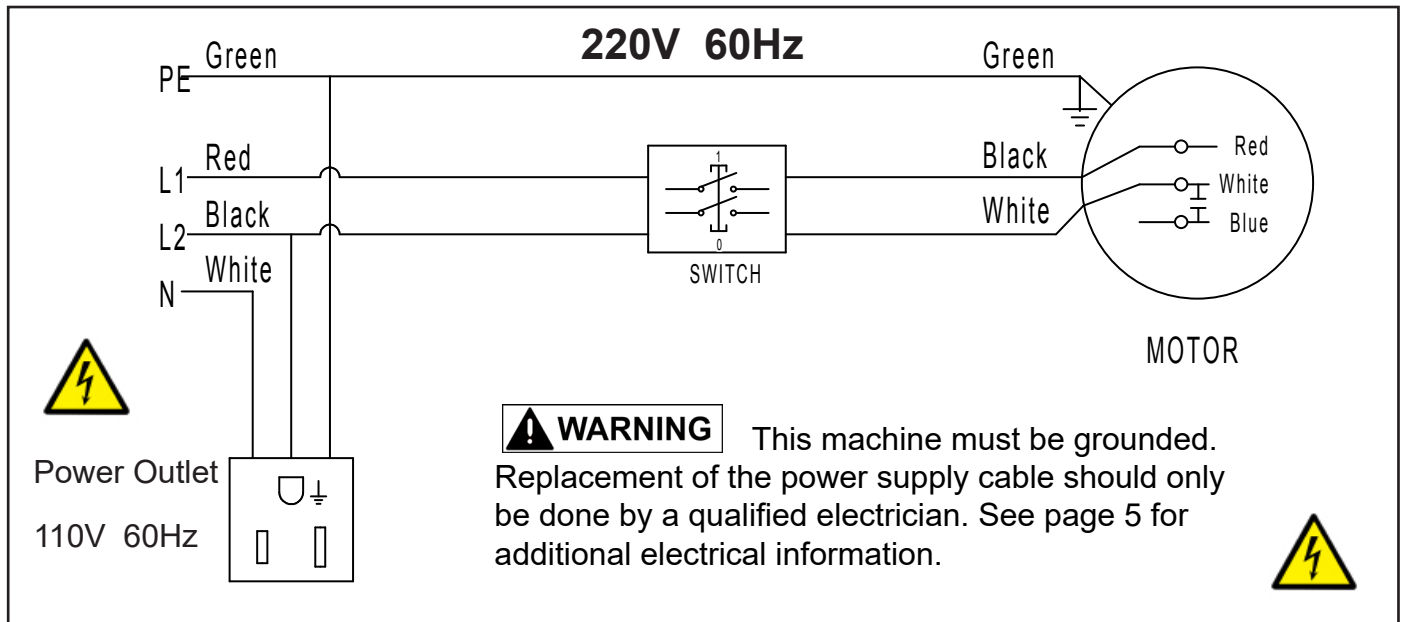 220V 60Hz
PE Green Green
L1 Red Black Red
L2 Black White White
Blue
N White
1
0
SWITCH
MOTOR
Power Outlet
110V 60Hz
WARNING This machine must be grounded.
Replacement of the power supply cable should only
be done by a qualified electrician. See page 5 for
additional electrical information.